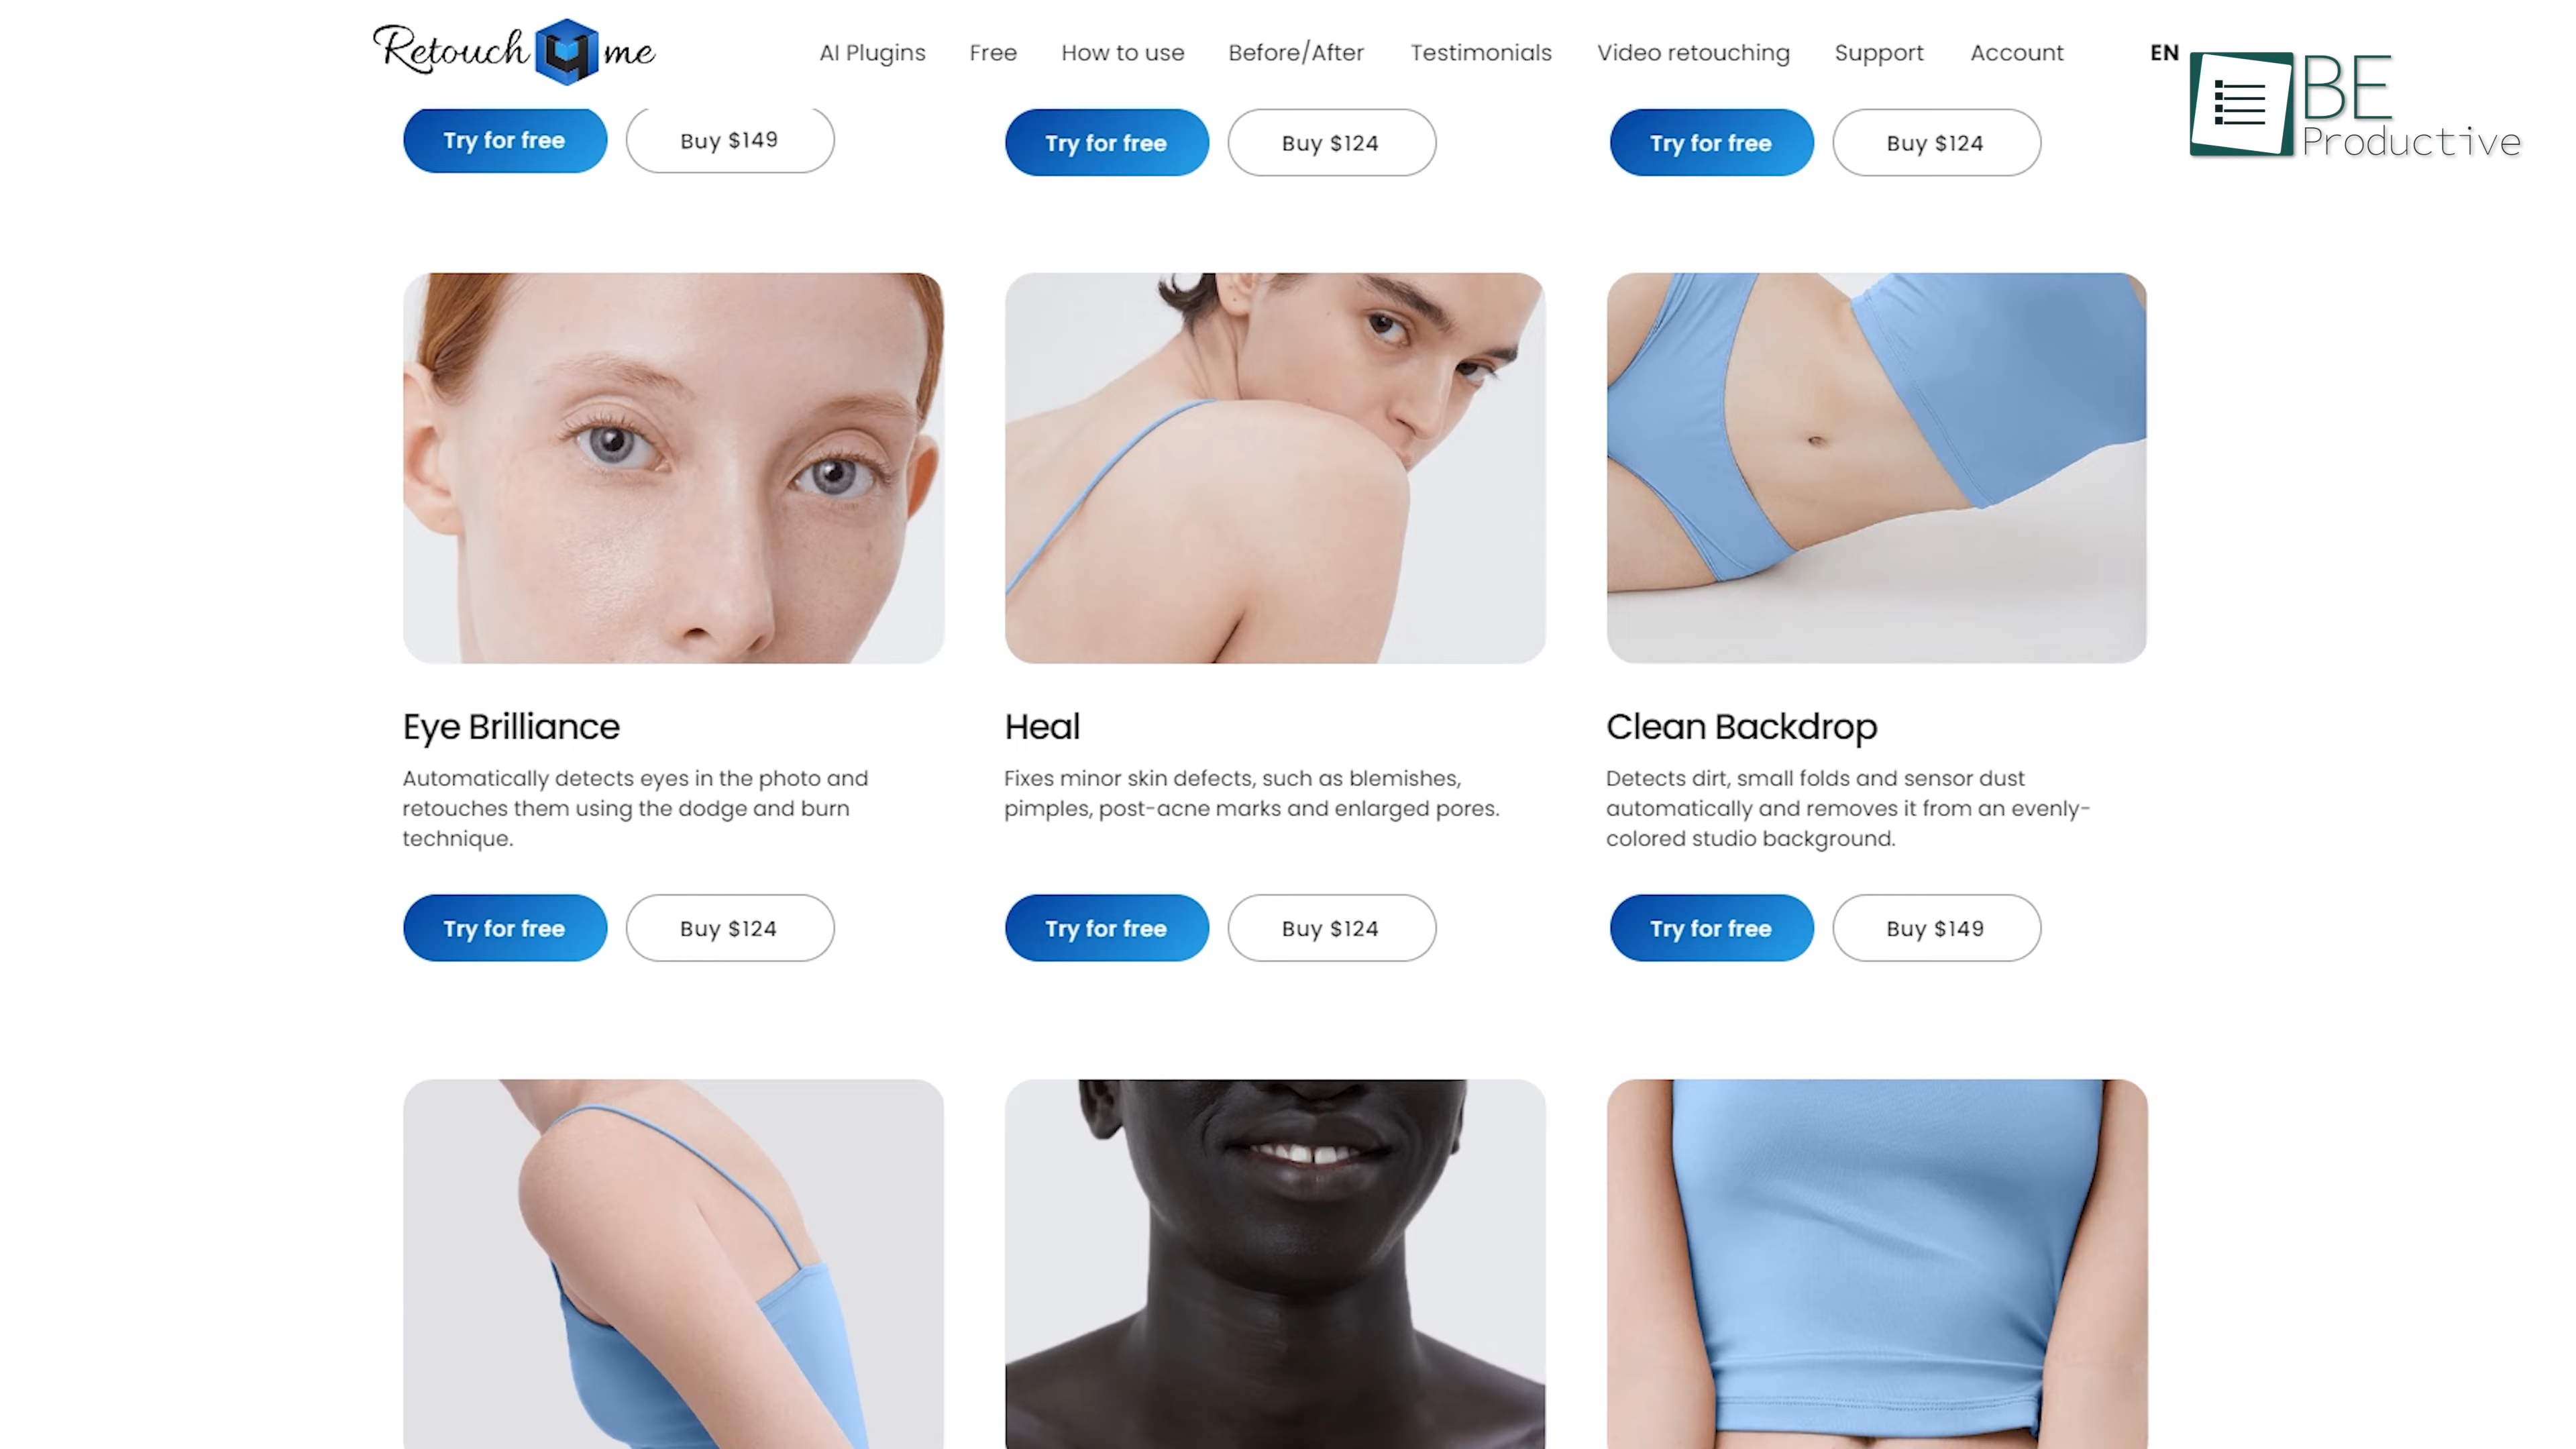 Retouch 4 me
AI Plugins Free How to use Before/After Testimonials Video retouching Support Account EN
BE
Productive
Try for free Buy $149 Try for free Buy $124 Try for free Buy $124
Eye Brilliance
Automatically detects eyes in the photo and
retouches them using the dodge and burn
technique.
Try for free Buy $124
Heal
Fixes minor skin defects, such as blemishes,
pimples, post-acne marks and enlarged pores.
Try for free Buy $124
Clean Backdrop
Detects dirt, small folds and sensor dust
automatically and removes it from an evenly-
colored studio background.
Try for free Buy $149